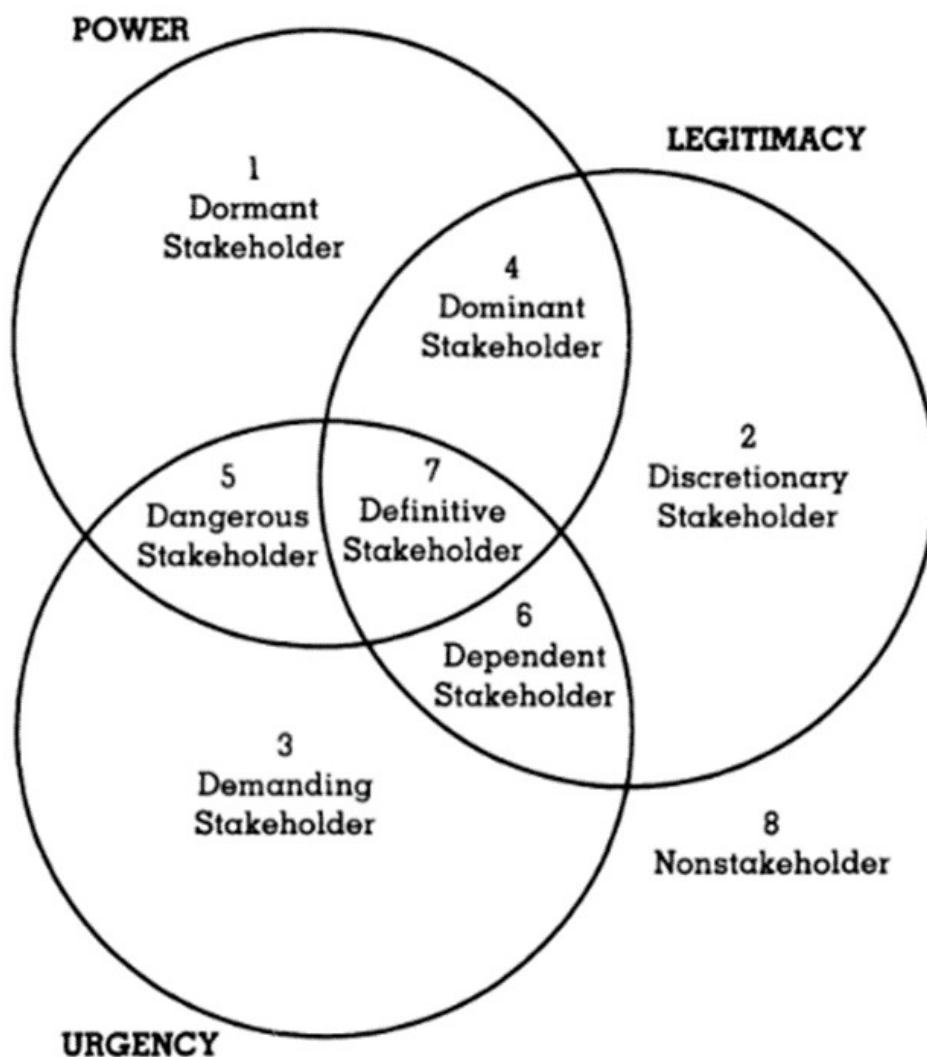 POWER
LEGITIMACY
1
Dormant
Stakeholder
4
Dominant
Stakeholder
2
Discretionary
Stakeholder
5
Dangerous
Stakeholder
7
Definitive
Stakeholder
6
Dependent
Stakeholder
3
Demanding
Stakeholder
8
Nonstakeholder
URGENCY